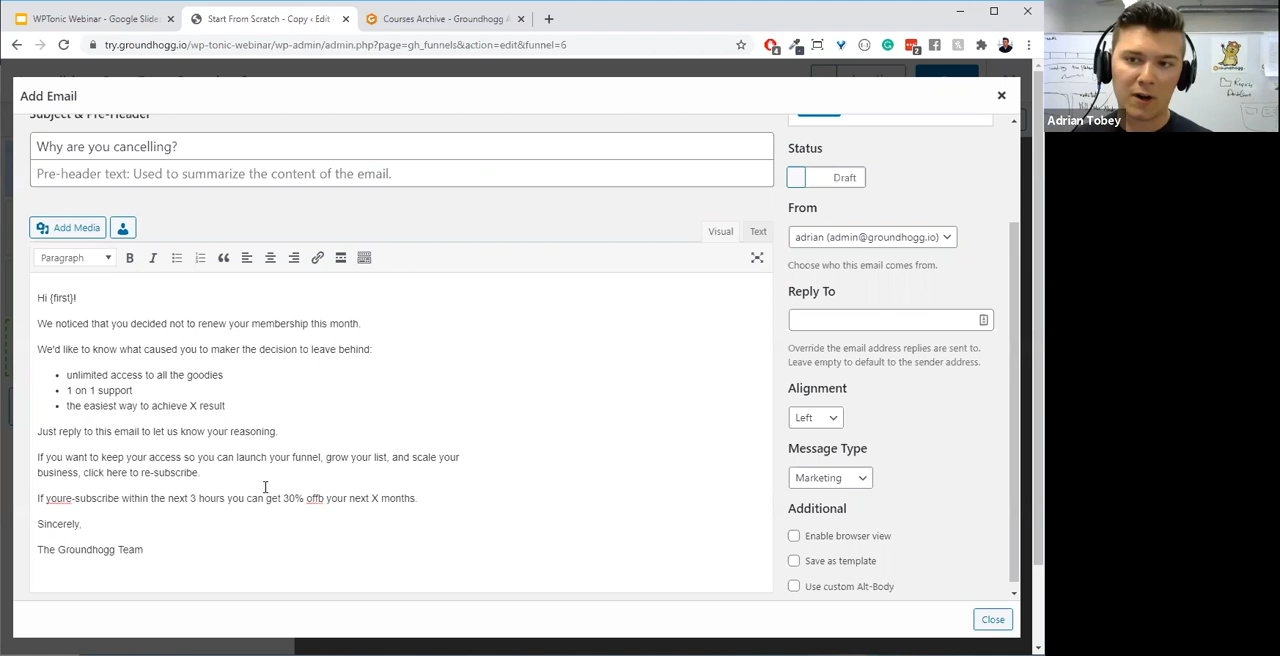 WPTonic Webinar - Google Slide
Start From Scratch - Copy ‹ Edit
Courses Archive - Groundhogg A
try.groundhogg.io/wp-tonic-webinar/wp-admin/admin.php?page=gh_funnels&action=edit&funnel=6
4
2
Add Email
Subject & Pre-Header
Why are you cancelling?
Pre-header text: Used to summarize the content of the email.
Add Media
Visual
Text
Paragraph
B
I
Hi {first}!
We noticed that you decided not to renew your membership this month.
We'd like to know what caused you to maker the decision to leave behind:
unlimited access to all the goodies
1 on 1 support
the easiest way to achieve X result
Just reply to this email to let us know your reasoning.
If you want to keep your access so you can launch your funnel, grow your list, and scale your
business, click here to re-subscribe.
If youre-subscribe within the next 3 hours you can get 30% offb your next X months.
Sincerely,
The Groundhogg Team
Status
Draft
From
adrian (admin@groundhogg.io)
Choose who this email comes from.
Reply To
Override the email address replies are sent to.
Leave empty to default to the sender address.
Alignment
Left
Message Type
Marketing
Additional
Enable browser view
Save as template
Use custom Alt-Body
Close
groundhogg
Adrian Tobey